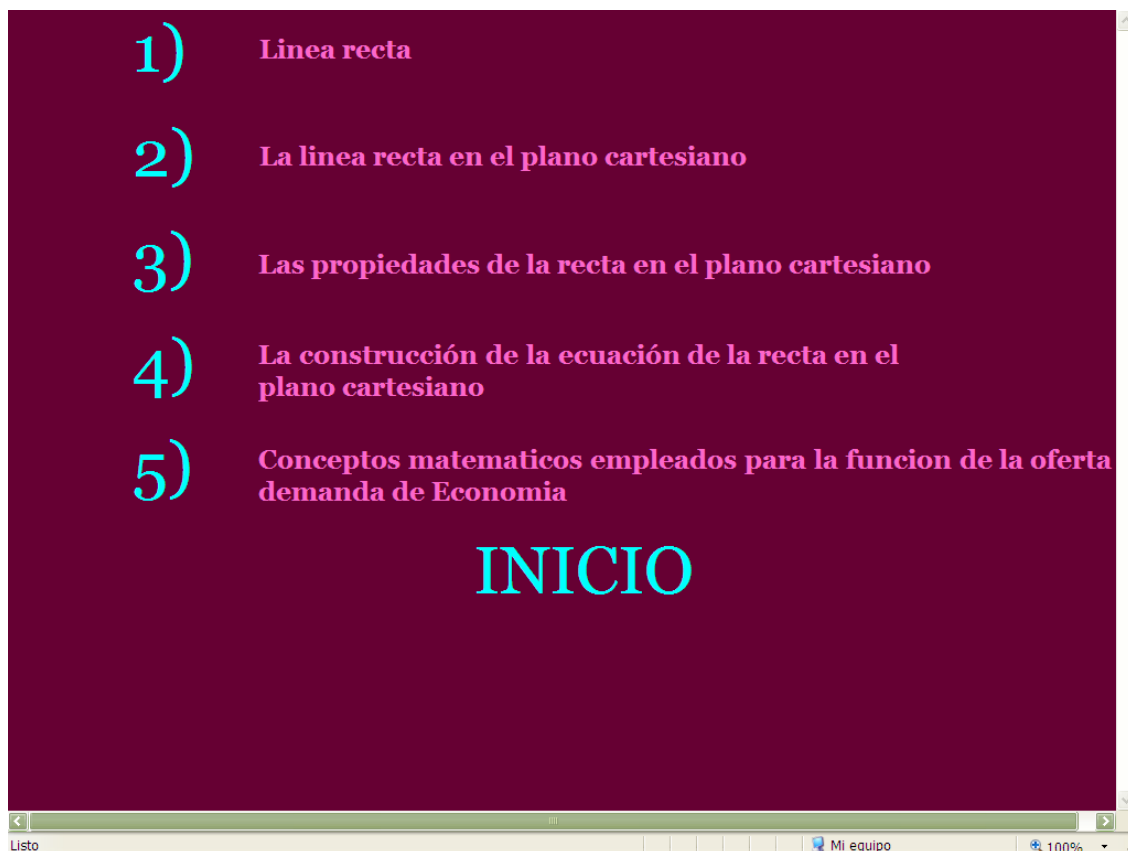 1) Linea recta
2) La linea recta en el plano cartesiano
3) Las propiedades de la recta en el plano cartesiano
4) La construcción de la ecuación de la recta en el
plano cartesiano
5) Conceptos matematicos empleados para la funcion de la oferta
demanda de Economia
INICIO
Listo Mi equipo 100%